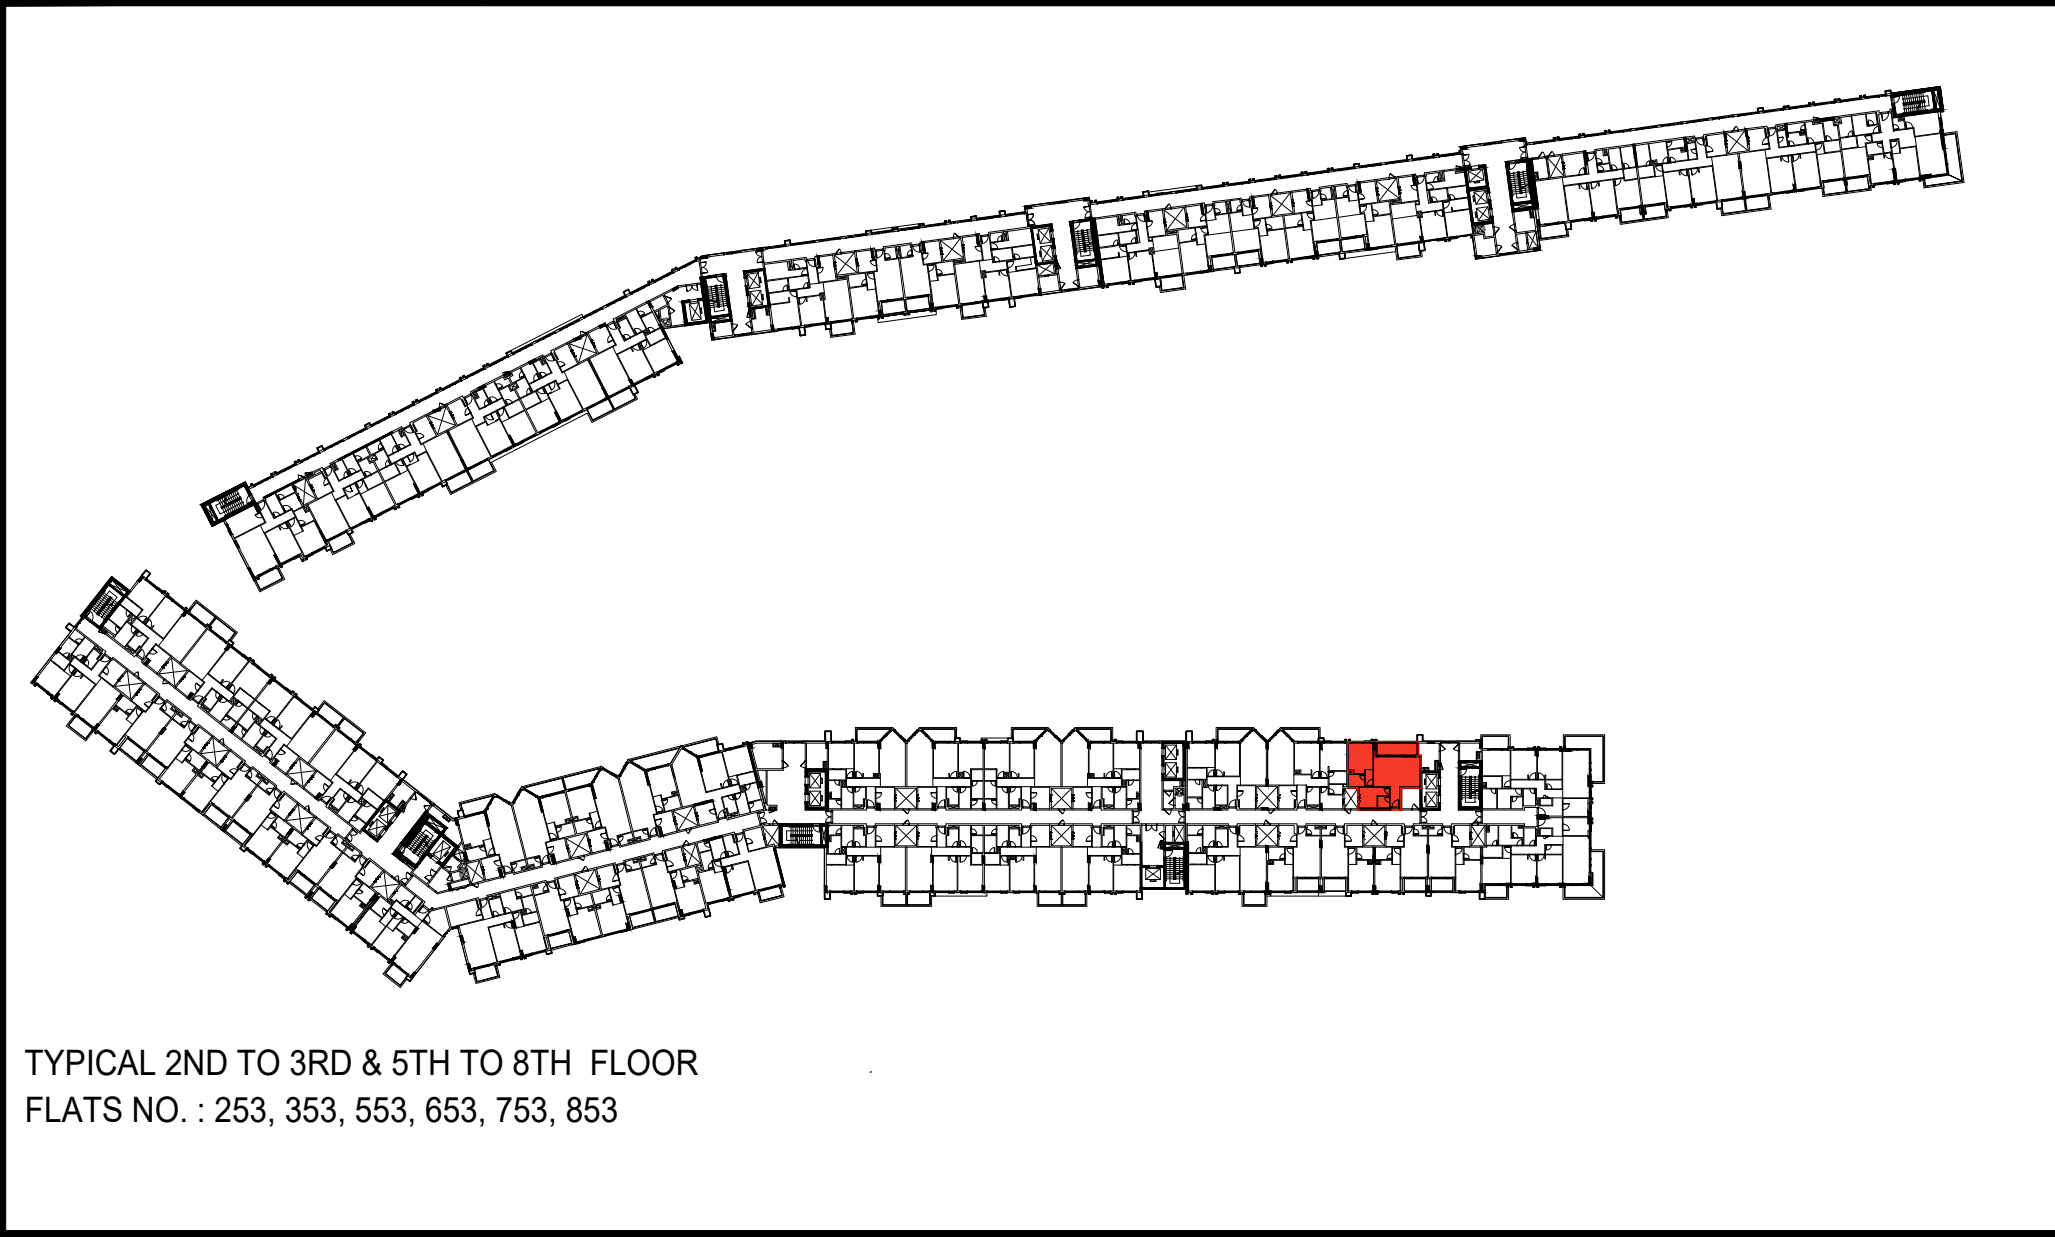 TYPICAL 2ND TO 3RD & 5TH TO 8TH FLOOR
FLATS NO. : 253, 353, 553, 653, 753, 853